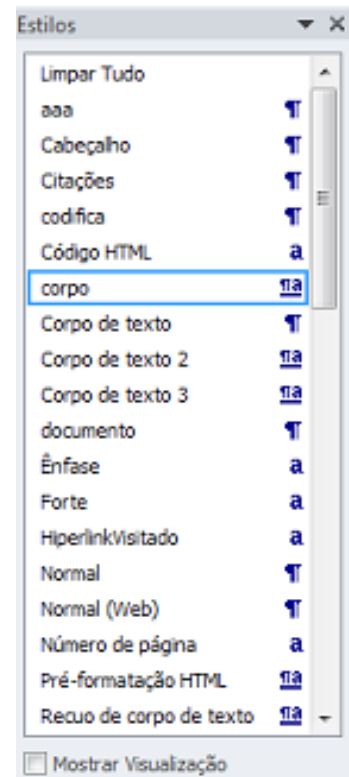 Estilos
Limpar Tudo
aaa ¶
Cabeçalho ¶
Citações ¶
codifica ¶
Código HTML a
corpo ¶a
Corpo de texto ¶
Corpo de texto 2 ¶a
Corpo de texto 3 ¶a
documento ¶
Ênfase a
Forte a
HiperlinkVisitado a
Normal ¶
Normal (Web) ¶
Número de página a
Pré-formatação HTML ¶a
Recuo de corpo de texto ¶a
Mostrar Visualização